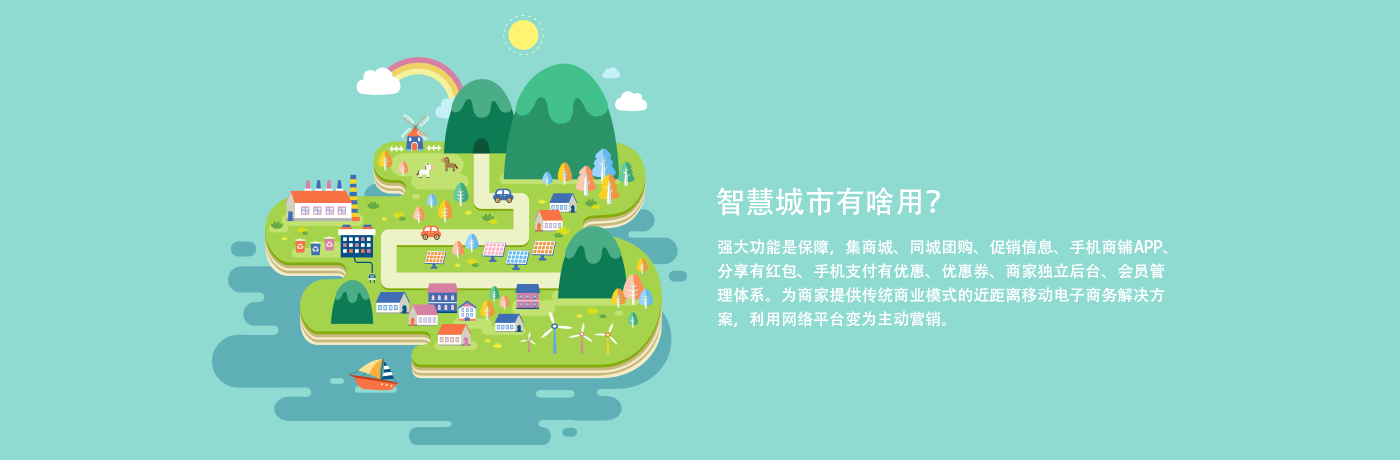 智慧城市有啥用?
强大功能是保障，集商城、同城团购、促销信息、手机商铺APP、
分享有红包、手机支付有优惠、优惠券、商家独立后台、会员管
理体系。为商家提供传统商业模式的近距离移动电子商务解决方
案，利用网络平台变为主动营销。